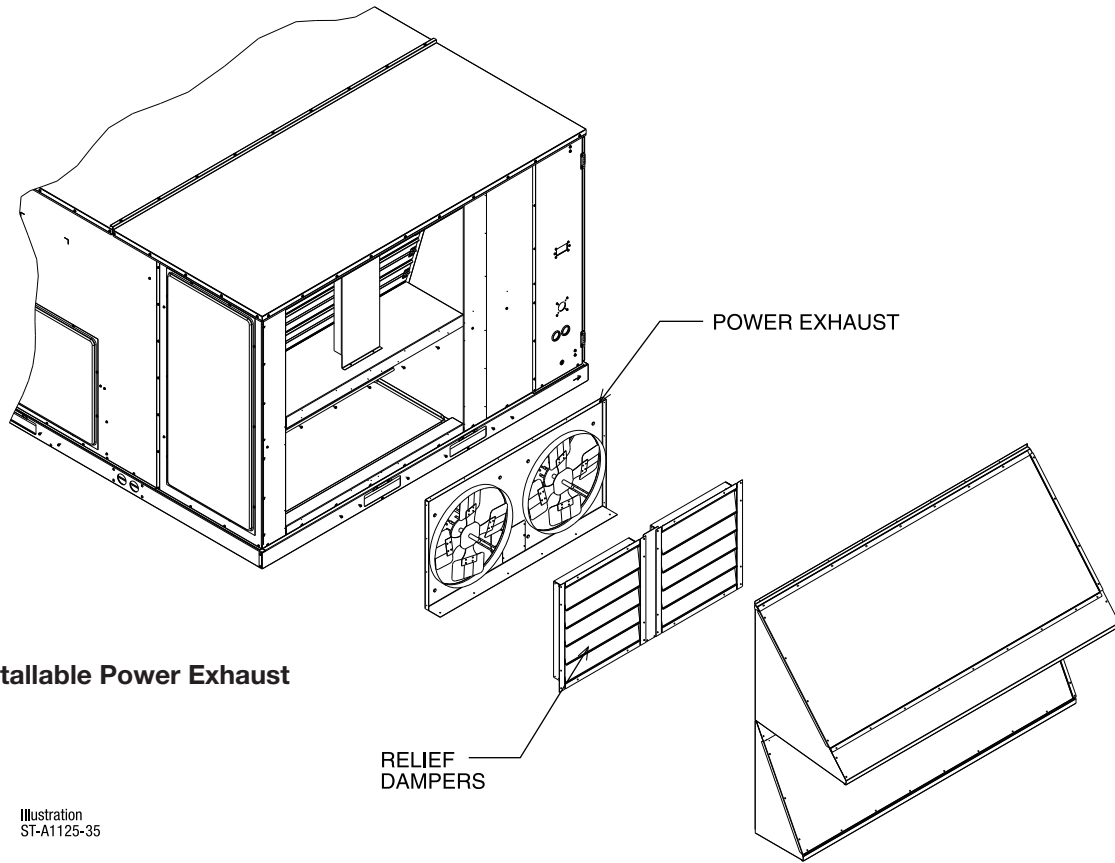 POWER EXHAUST
tallable Power Exhaust
RELIEF
DAMPERS
Illustration
ST-A1125-35